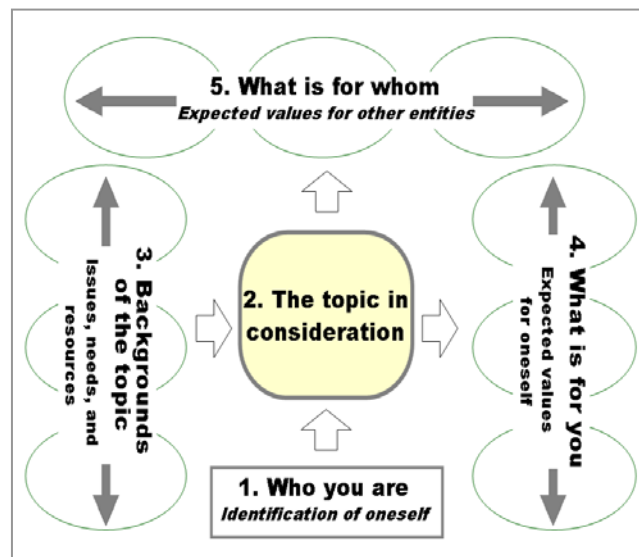 5. What is for whom
Expected values for other entities
3. Backgrounds
of the topic
Issues, needs, and
resources
2. The topic in
consideration
4. What is for you
Expected values
for oneself
1. Who you are
Identification of oneself